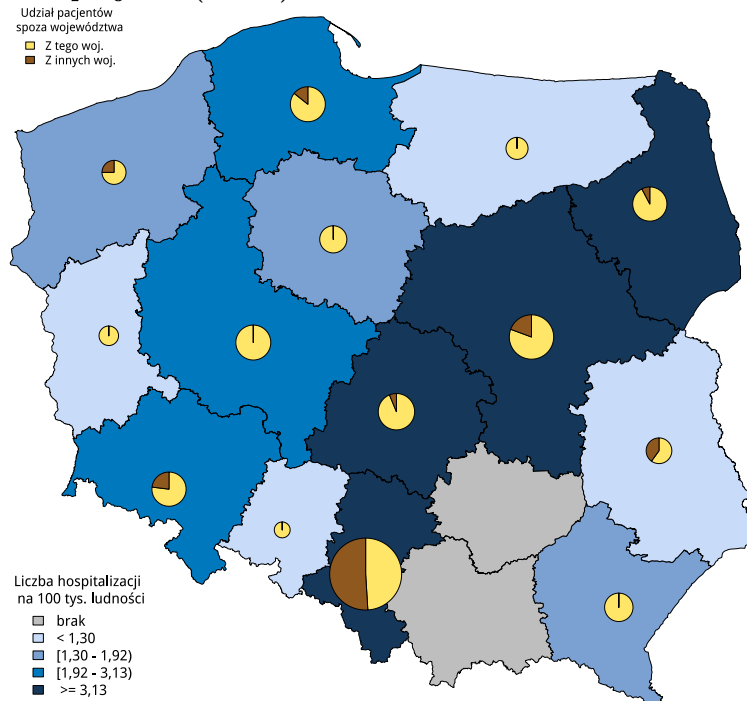 Udział pacjentów
spoza województwa
Z tego woj.
Z innych woj.
Liczba hospitalizacji
na 100 tys. ludności
brak
< 1,30
[1,30 - 1,92)
[1,92 - 3,13)
>= 3,13